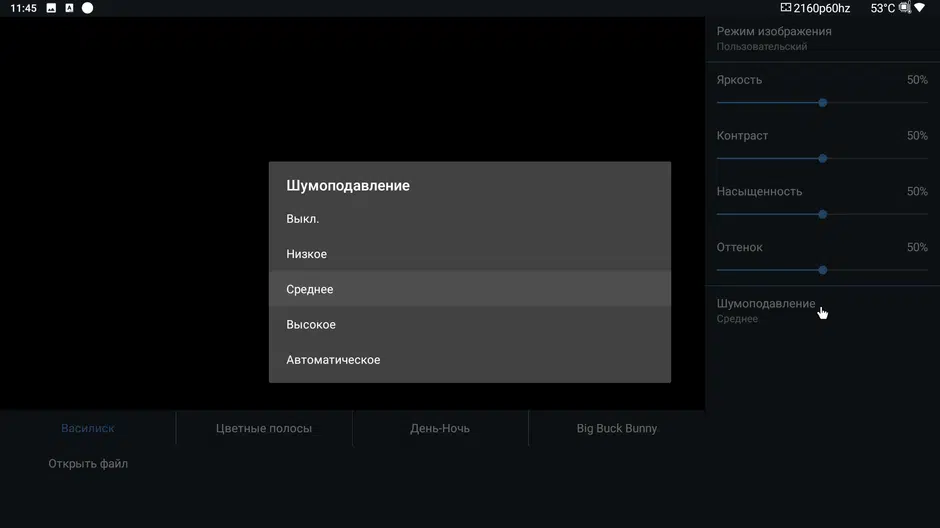 11:45 A 2160p60hz 53°C
Режим изображения
Пользовательский
Яркость 50%
Контраст 50%
Насыщенность 50%
Оттенок 50%
Шумоподавление
Среднее
Шумоподавление
Выкл.
Низкое
Среднее
Высокое
Автоматическое
Василиск Цветные полосы День-Ночь Big Buck Bunny
Открыть файл